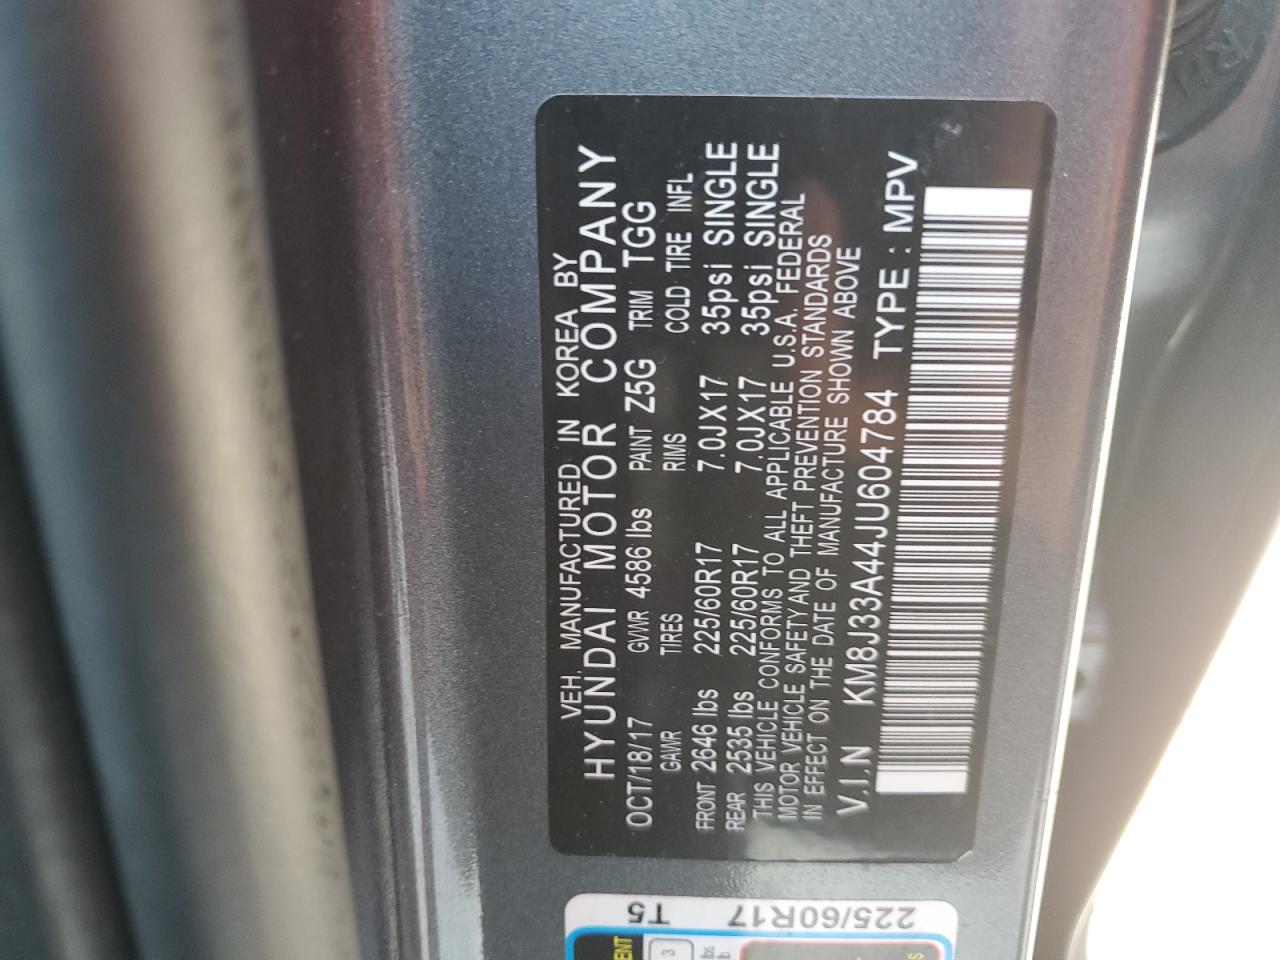 VEH. MANUFACTURED IN KOREA BY
HYUNDAI MOTOR COMPANY
OCT/18/17 GVWR 4586 lbs PAINT Z5G TRIM TGG
GAWR TIRES RIMS COLD TIRE INFL
FRONT 2646 lbs 225/60R17 7.0JX17 35psi SINGLE
REAR 2535 lbs 225/60R17 7.0JX17 35psi SINGLE
THIS VEHICLE CONFORMS TO ALL APPLICABLE U.S.A. FEDERAL
MOTOR VEHICLE SAFETY AND THEFT PREVENTION STANDARDS
IN EFFECT ON THE DATE OF MANUFACTURE SHOWN ABOVE
V.I.N KM8J33A44JU604784 TYPE : MPV
T5
225/60R17
3